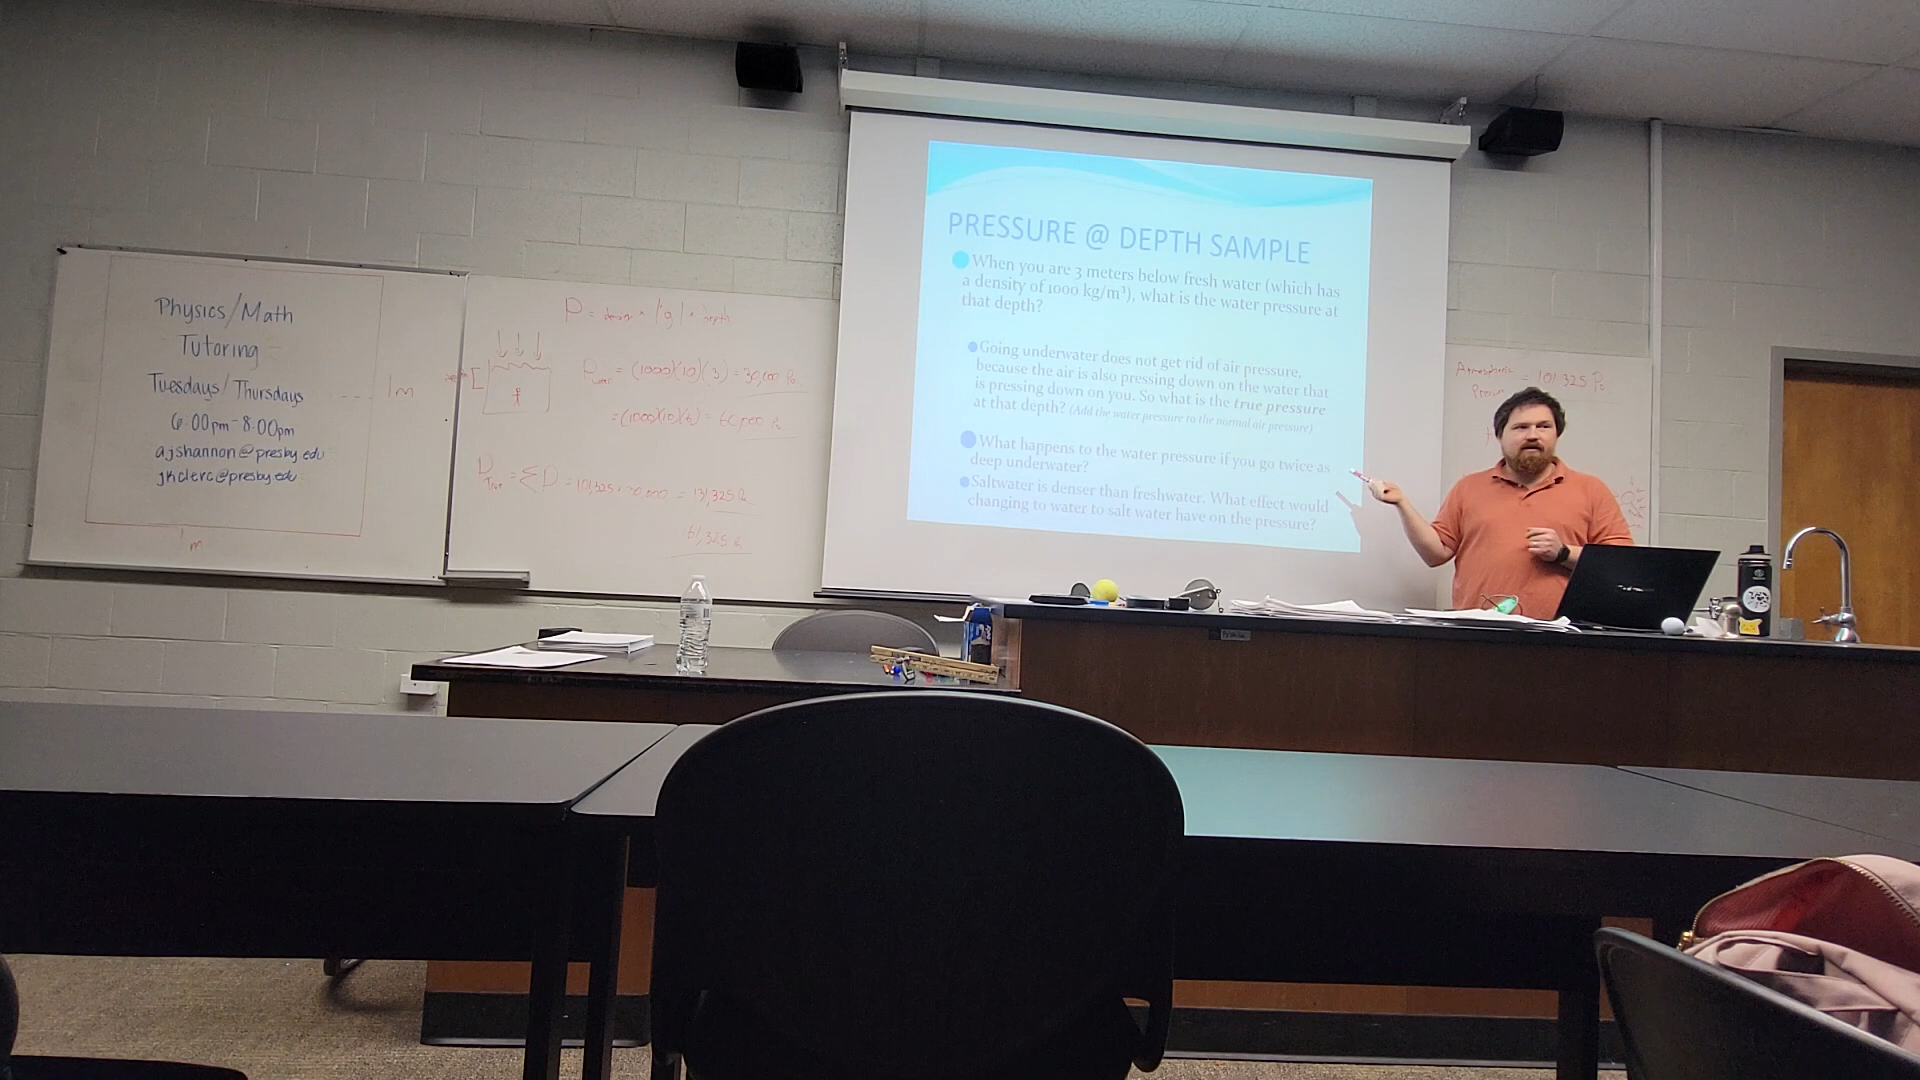 Physics/Math
Tutoring
Tuesdays/Thursdays
6:00pm-8:00pm
ajshannon@presby.edu
jkclerc@presby.edu
1m
1m
P = × |g| × depth
P = (1000)(10)(3) = 30,000 Pa
= (1000)(10)(6) = 60,000 Pa
= ΣP = 101,325 + 30,000 = 131,325 Pa
PRESSURE @ DEPTH SAMPLE
When you are 3 meters below fresh water (which has
a density of 1000 kg/m³), what is the water pressure at
that depth?
Going underwater does not get rid of air pressure,
because the air is also pressing down on the water that
is pressing down on you. So what is the true pressure
at that depth? (Add the water pressure to the normal air pressure)
What happens to the water pressure if you go twice as
deep underwater?
Saltwater is denser than freshwater. What effect would
changing to water to salt water have on the pressure?
Atmospheric = 101,325 Pa